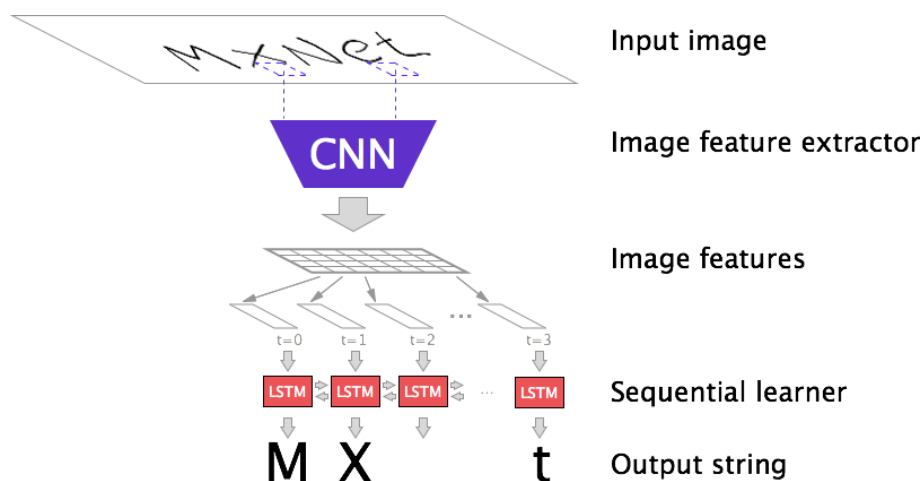 MxNet
Input image
CNN
Image feature extractor
Image features
...
t=0 t=1 t=2 t=3
LSTM LSTM LSTM ... LSTM
Sequential learner
M X t
Output string